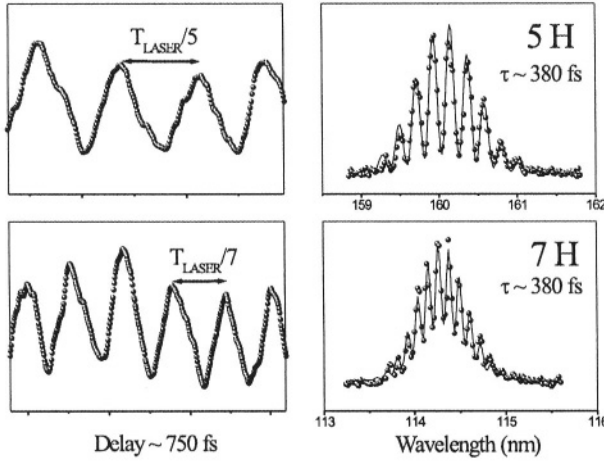 T_LASER/5
5 H
τ ~ 380 fs
159 160 161 162
T_LASER/7
7 H
τ ~ 380 fs
113 114 115 116
Delay ~ 750 fs
Wavelength (nm)